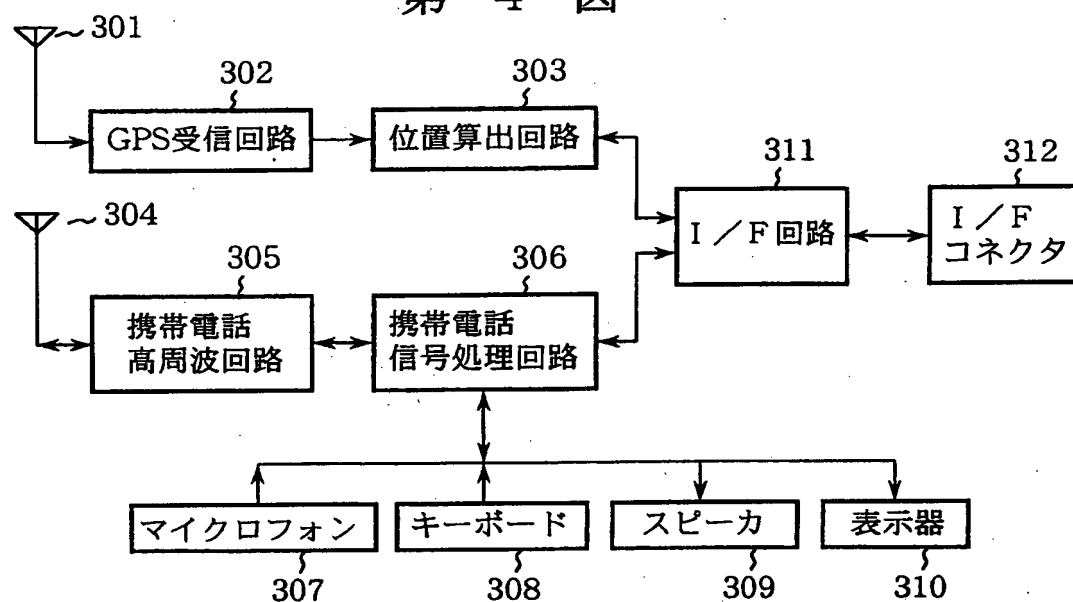 第 4 図
301
302
303
GPS受信回路
位置算出回路
311
312
304
I／F回路
I／F
コネクタ
305
306
携帯電話
高周波回路
携帯電話
信号処理回路
マイクロフォン
キーボード
スピーカ
表示器
307
308
309
310